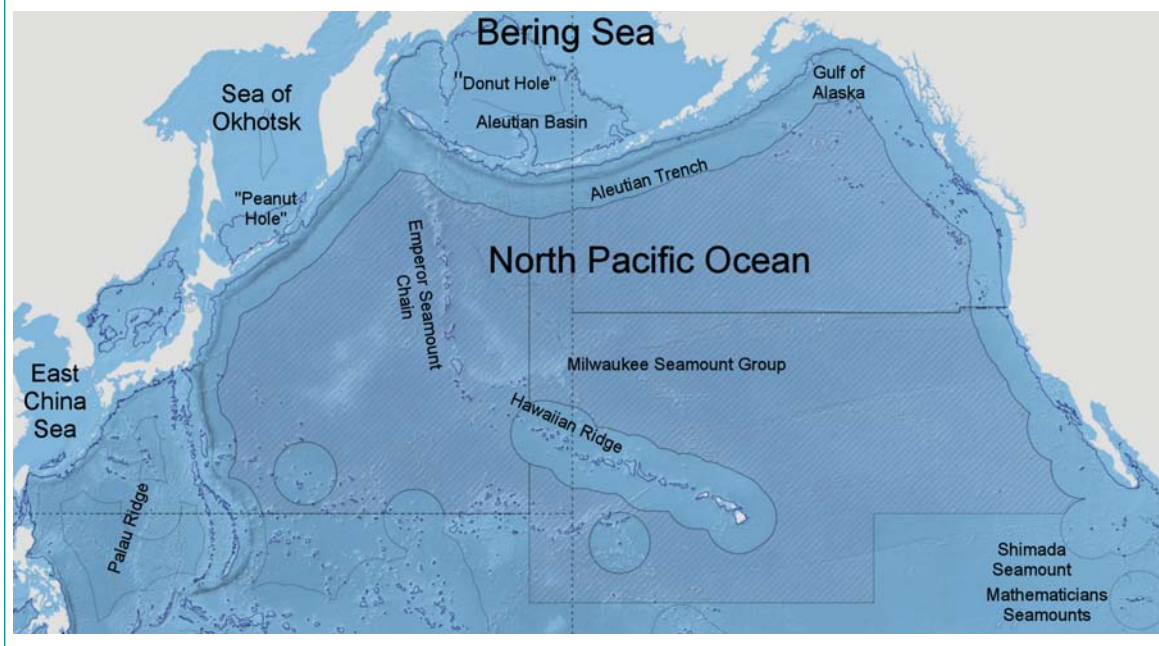 Bering Sea
"Donut Hole"
Aleutian Basin
Gulf of
Alaska
Sea of
Okhotsk
"Peanut
Hole"
Aleutian Trench
Emperor Seamount
Chain
North Pacific Ocean
East
China
Sea
Milwaukee Seamount Group
Hawaiian Ridge
Palau Ridge
Shimada
Seamount
Mathematicians
Seamounts